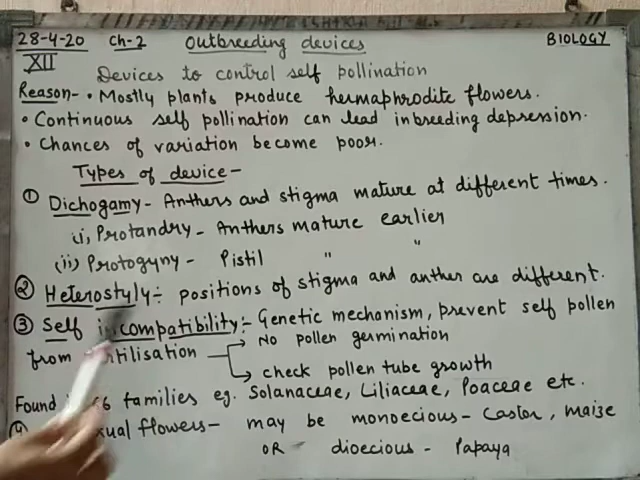 28-4-20 Ch-2 Outbreeding devices BIOLOGY
XII
Devices to control self pollination
Reason- • Mostly plants produce hermaphrodite flowers.
• Continuous self pollination can lead inbreeding depression.
• Chances of variation become poor.
Types of device-
① Dichogamy- Anthers and stigma mature at different times.
(i) Protandry - Anthers mature earlier
(ii) Protogyny - Pistil " "
② Heterostyly:- positions of stigma and anther are different.
③ Self incompatibility:- Genetic mechanism, prevent self pollen
from No pollen germination
check pollen tube growth
Found families eg. Solanaceae, Liliaceae, Poaceae etc.
flowers- may be monoecious - Castor, maize
OR dioecious - Papaya